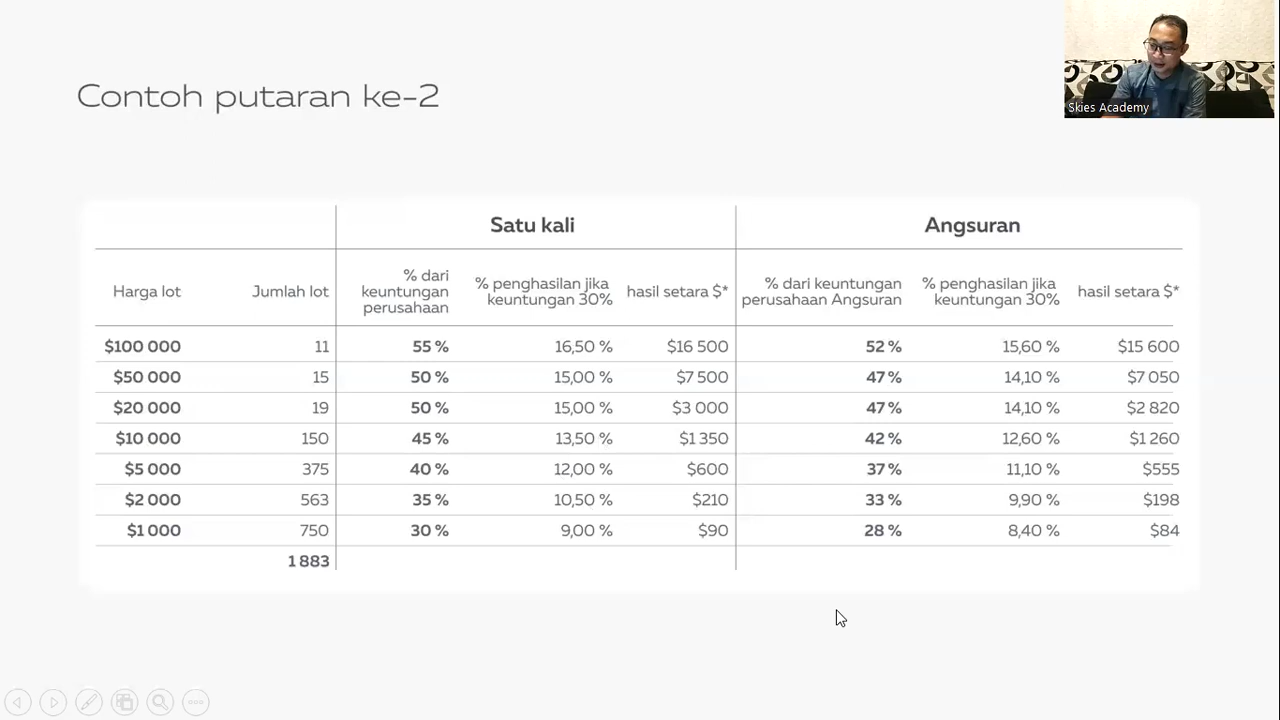 Skies Academy
Contoh putaran ke-2
Satu kali Angsuran
Harga lot Jumlah lot % dari keuntungan perusahaan % penghasilan jika keuntungan 30% hasil setara $* % dari keuntungan perusahaan Angsuran % penghasilan jika keuntungan 30% hasil setara $*
$100 000 11 55 % 16,50 % $16 500 52 % 15,60 % $15 600
$50 000 15 50 % 15,00 % $7 500 47 % 14,10 % $7 050
$20 000 19 50 % 15,00 % $3 000 47 % 14,10 % $2 820
$10 000 150 45 % 13,50 % $1 350 42 % 12,60 % $1 260
$5 000 375 40 % 12,00 % $600 37 % 11,10 % $555
$2 000 563 35 % 10,50 % $210 33 % 9,90 % $198
$1 000 750 30 % 9,00 % $90 28 % 8,40 % $84
1 883